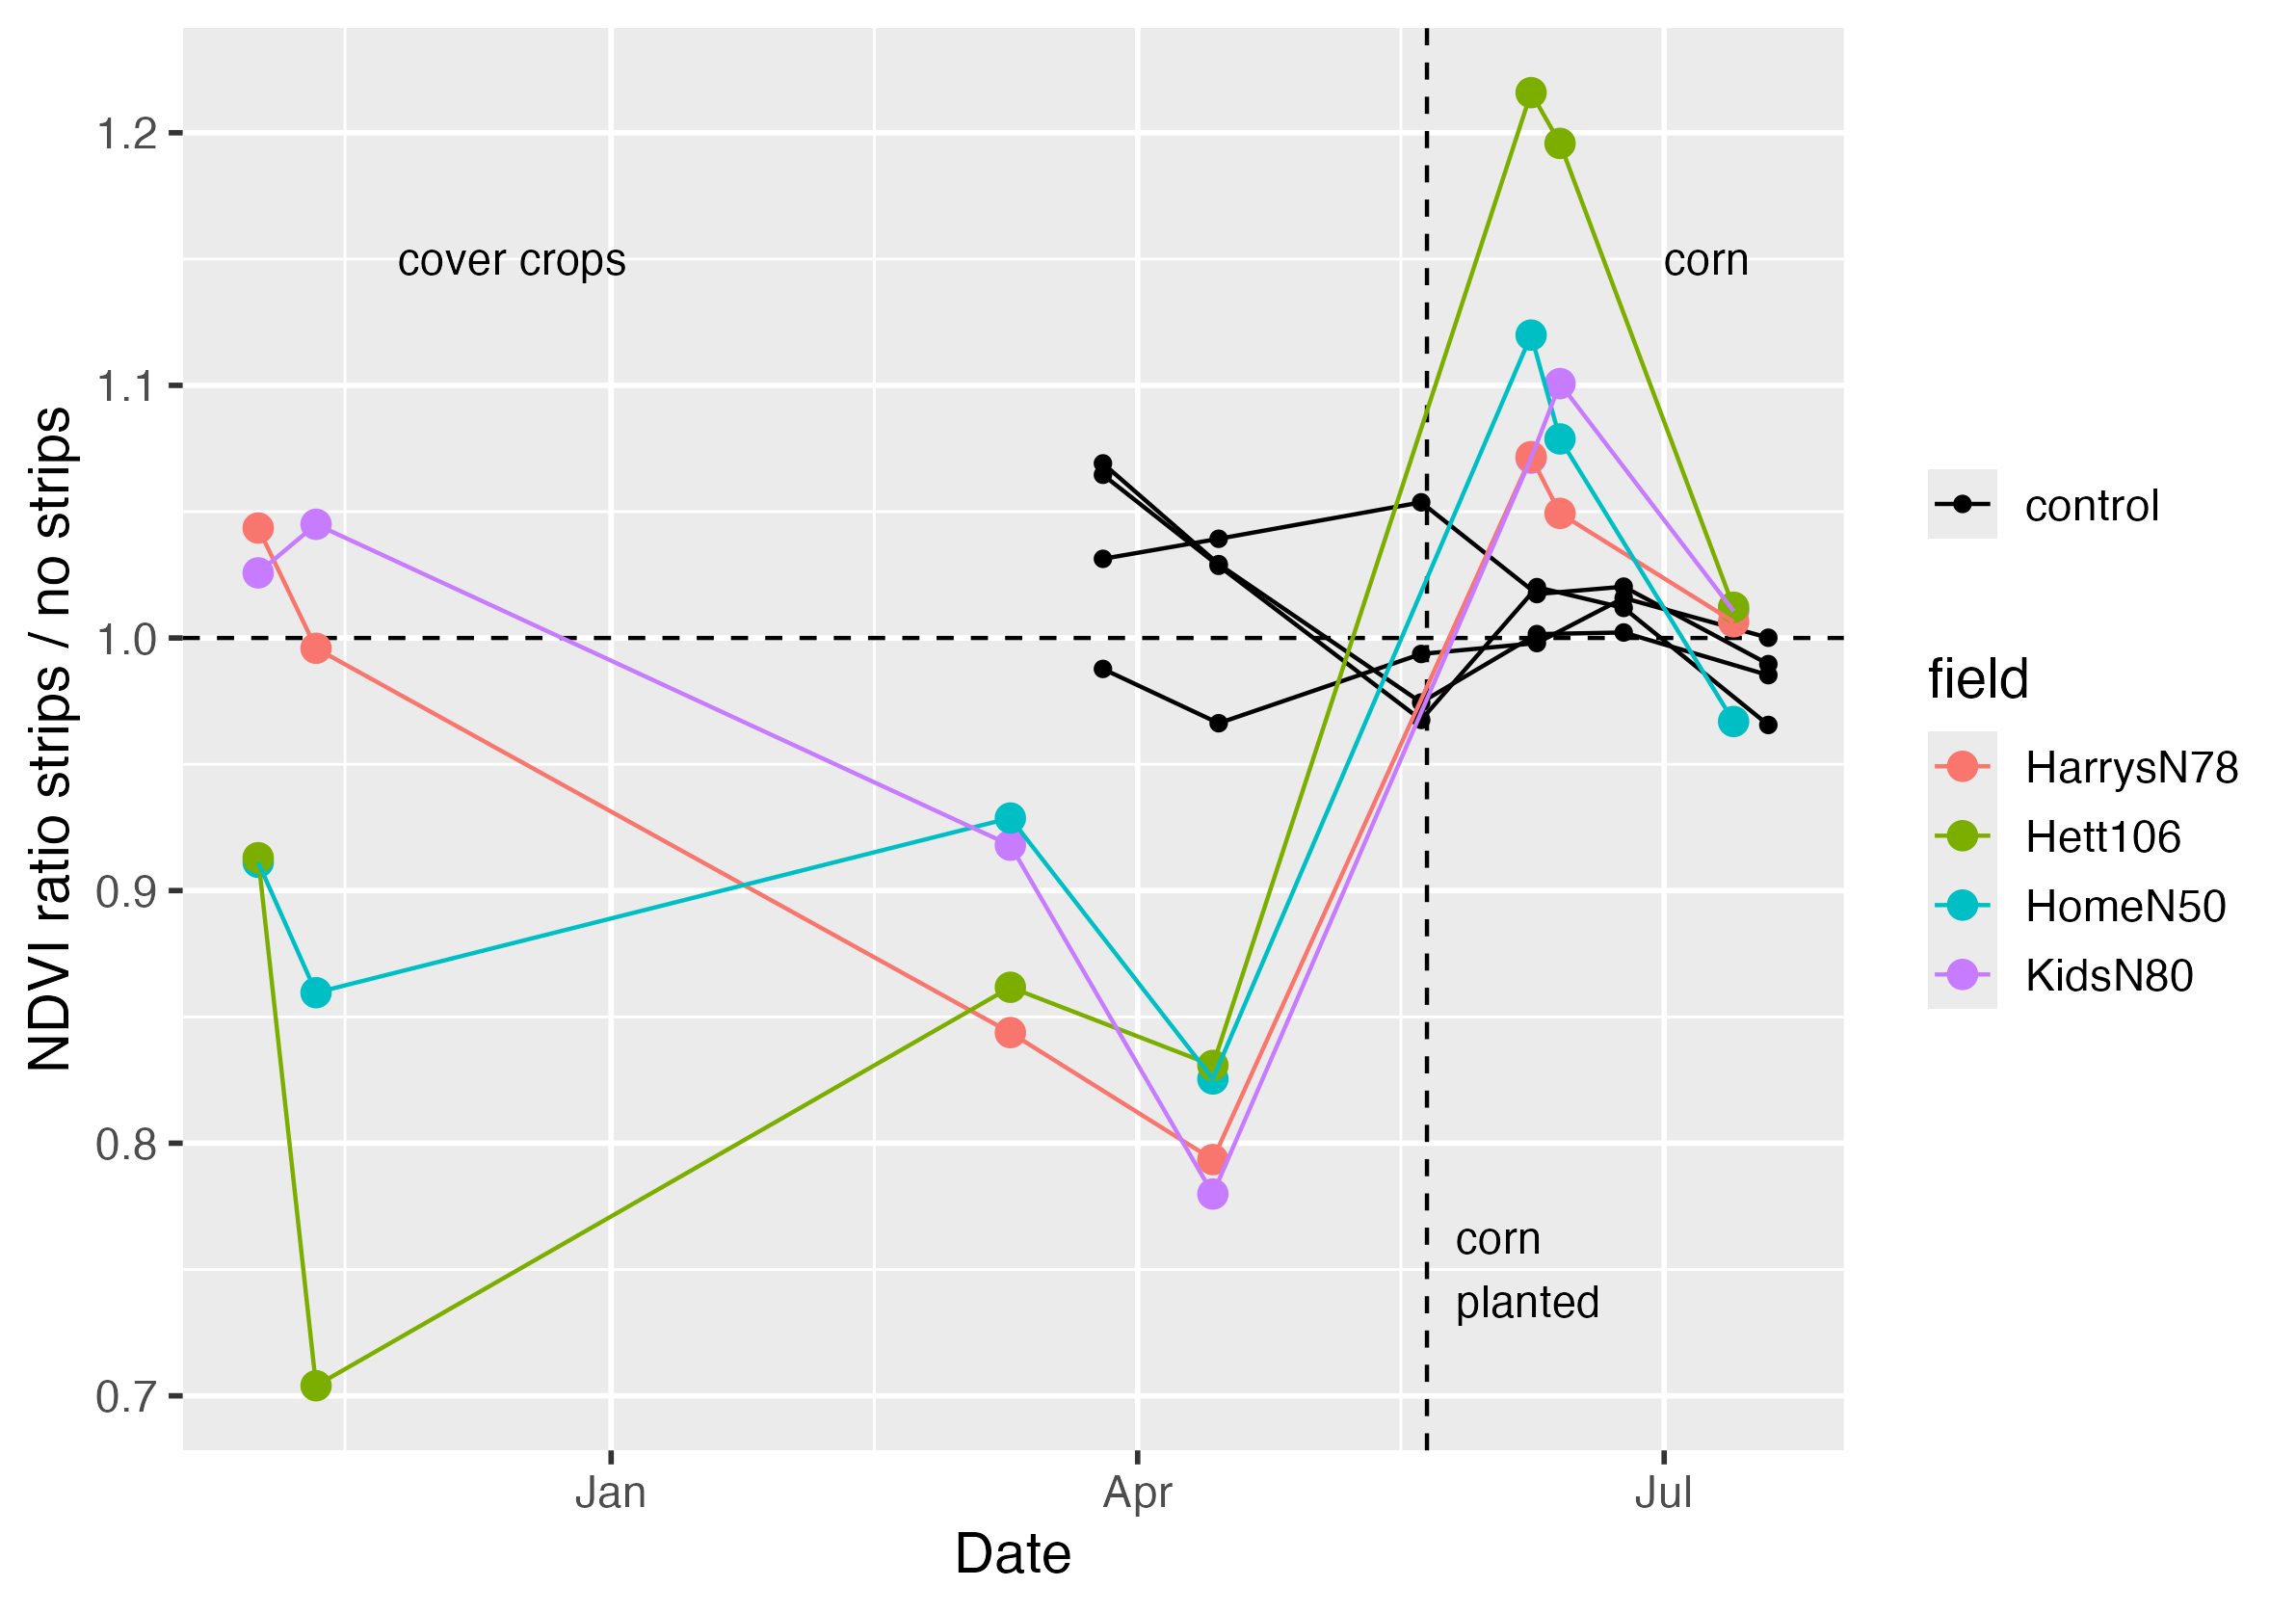 NDVI ratio strips / no strips
1.2
1.1
1.0
0.9
0.8
0.7
cover crops
corn
corn
planted
Jan
Apr
Jul
Date
control
field
HarrysN78
Hett106
HomeN50
KidsN80